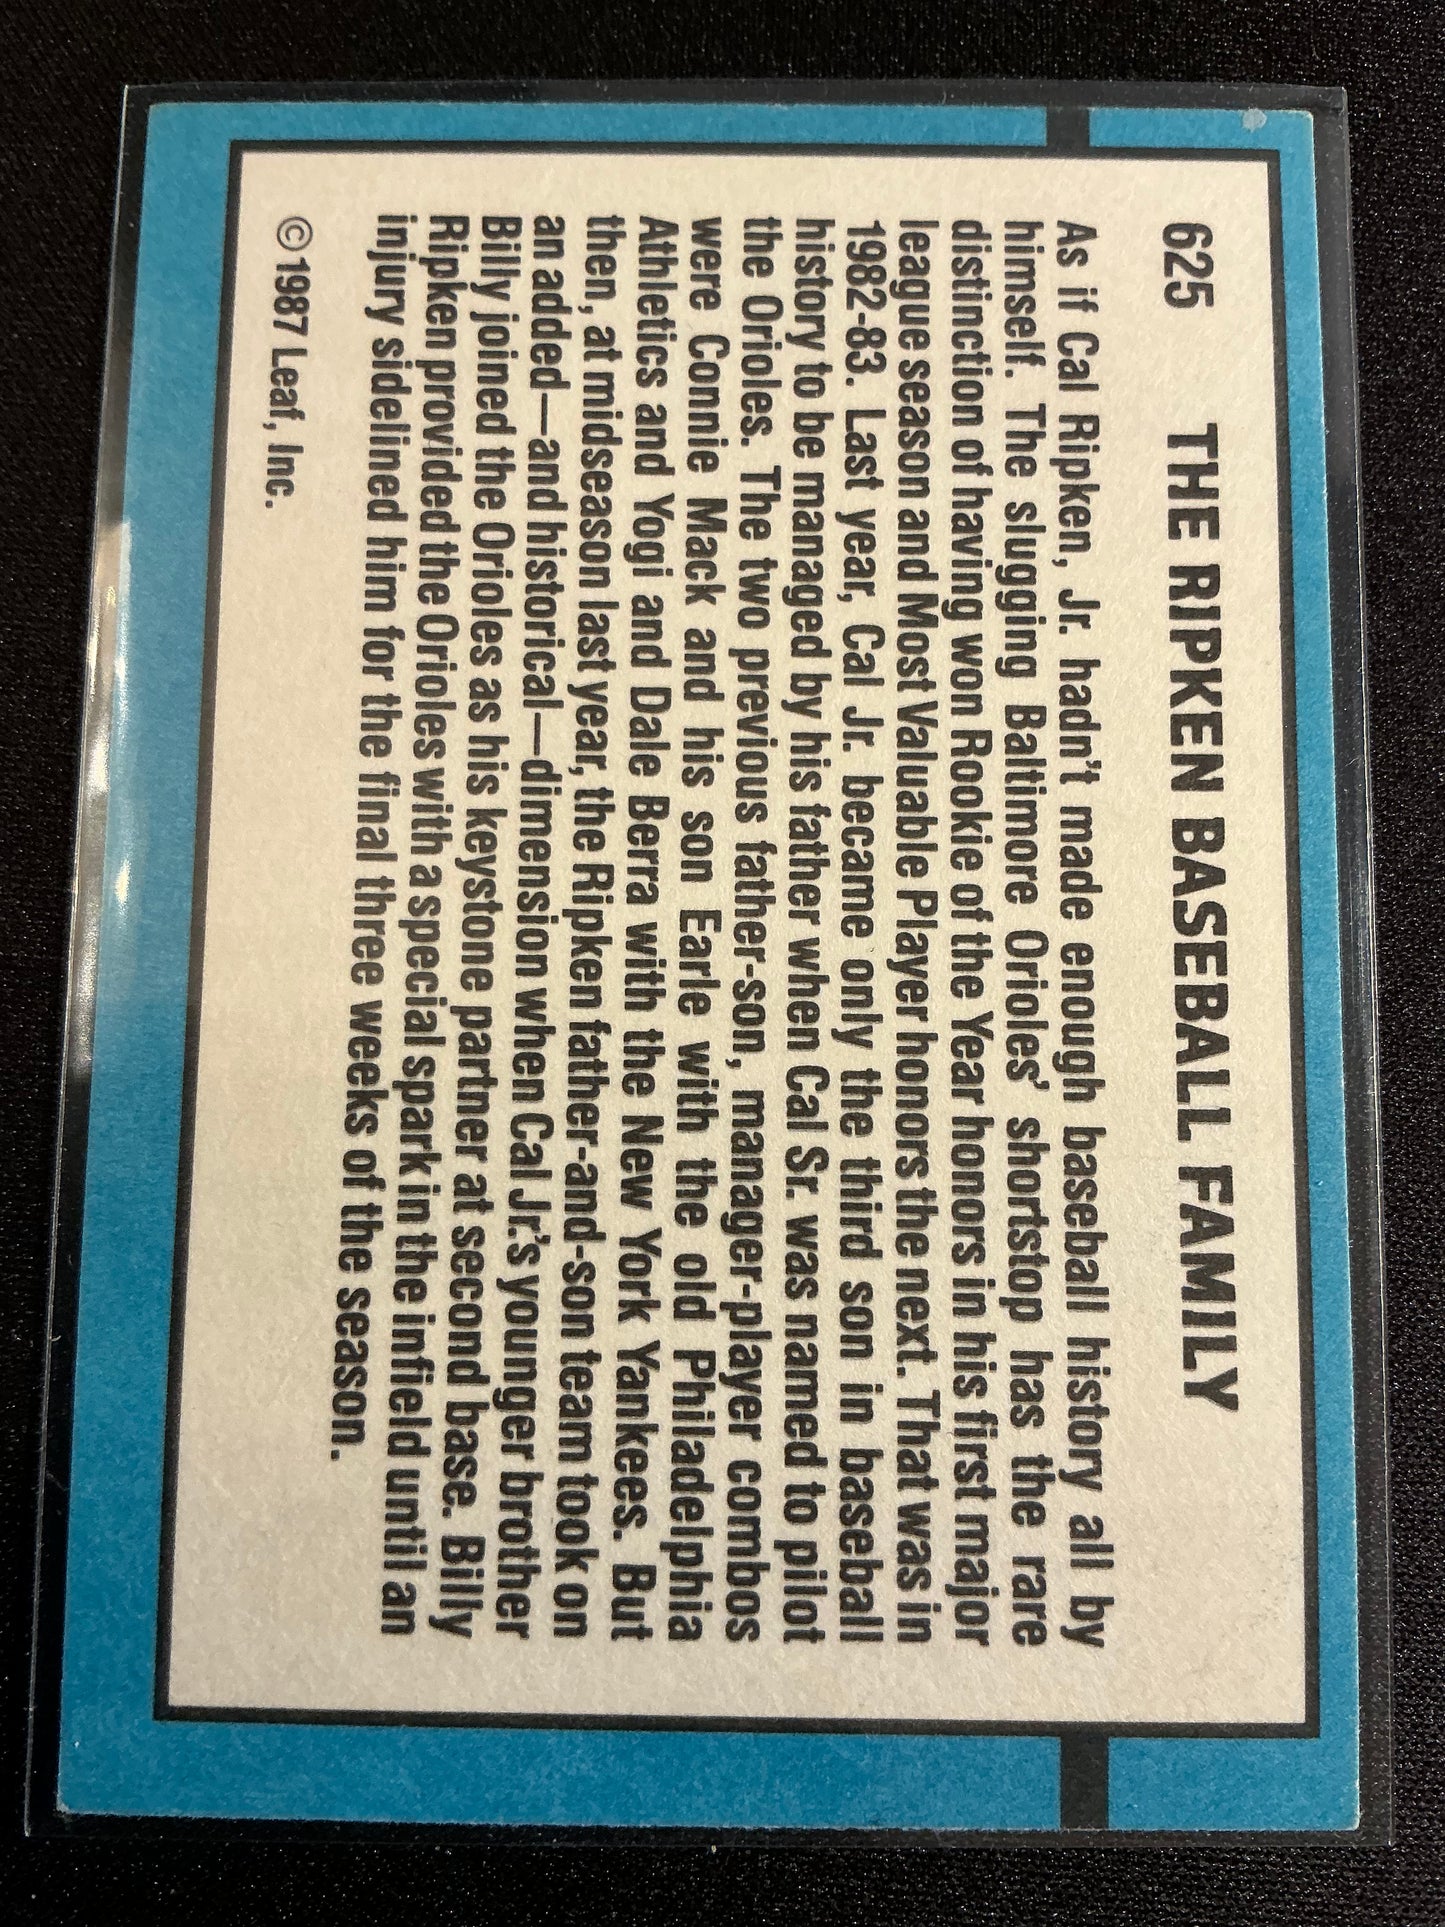 625 THE RIPKEN BASEBALL FAMILY
As if Cal Ripken, Jr. hadn't made enough baseball history all by
himself. The slugging Baltimore Orioles' shortstop has the rare
distinction of having won Rookie of the Year honors in his first major
league season and Most Valuable Player honors the next. That was in
1982-83. Last year, Cal Jr. became only the third son in baseball
history to be managed by his father when Cal Sr. was named to pilot
the Orioles. The two previous father-son, manager-player combos
were Connie Mack and his son Earle with the old Philadelphia
Athletics and Yogi and Dale Berra with the New York Yankees. But
then, at midseason last year, the Ripken father-and-son team took on
an added—and historical—dimension when Cal Jr.'s younger brother
Billy joined the Orioles as his keystone partner at second base. Billy
Ripken provided the Orioles with a special spark in the infield until an
injury sidelined him for the final three weeks of the season.
© 1987 Leaf, Inc.